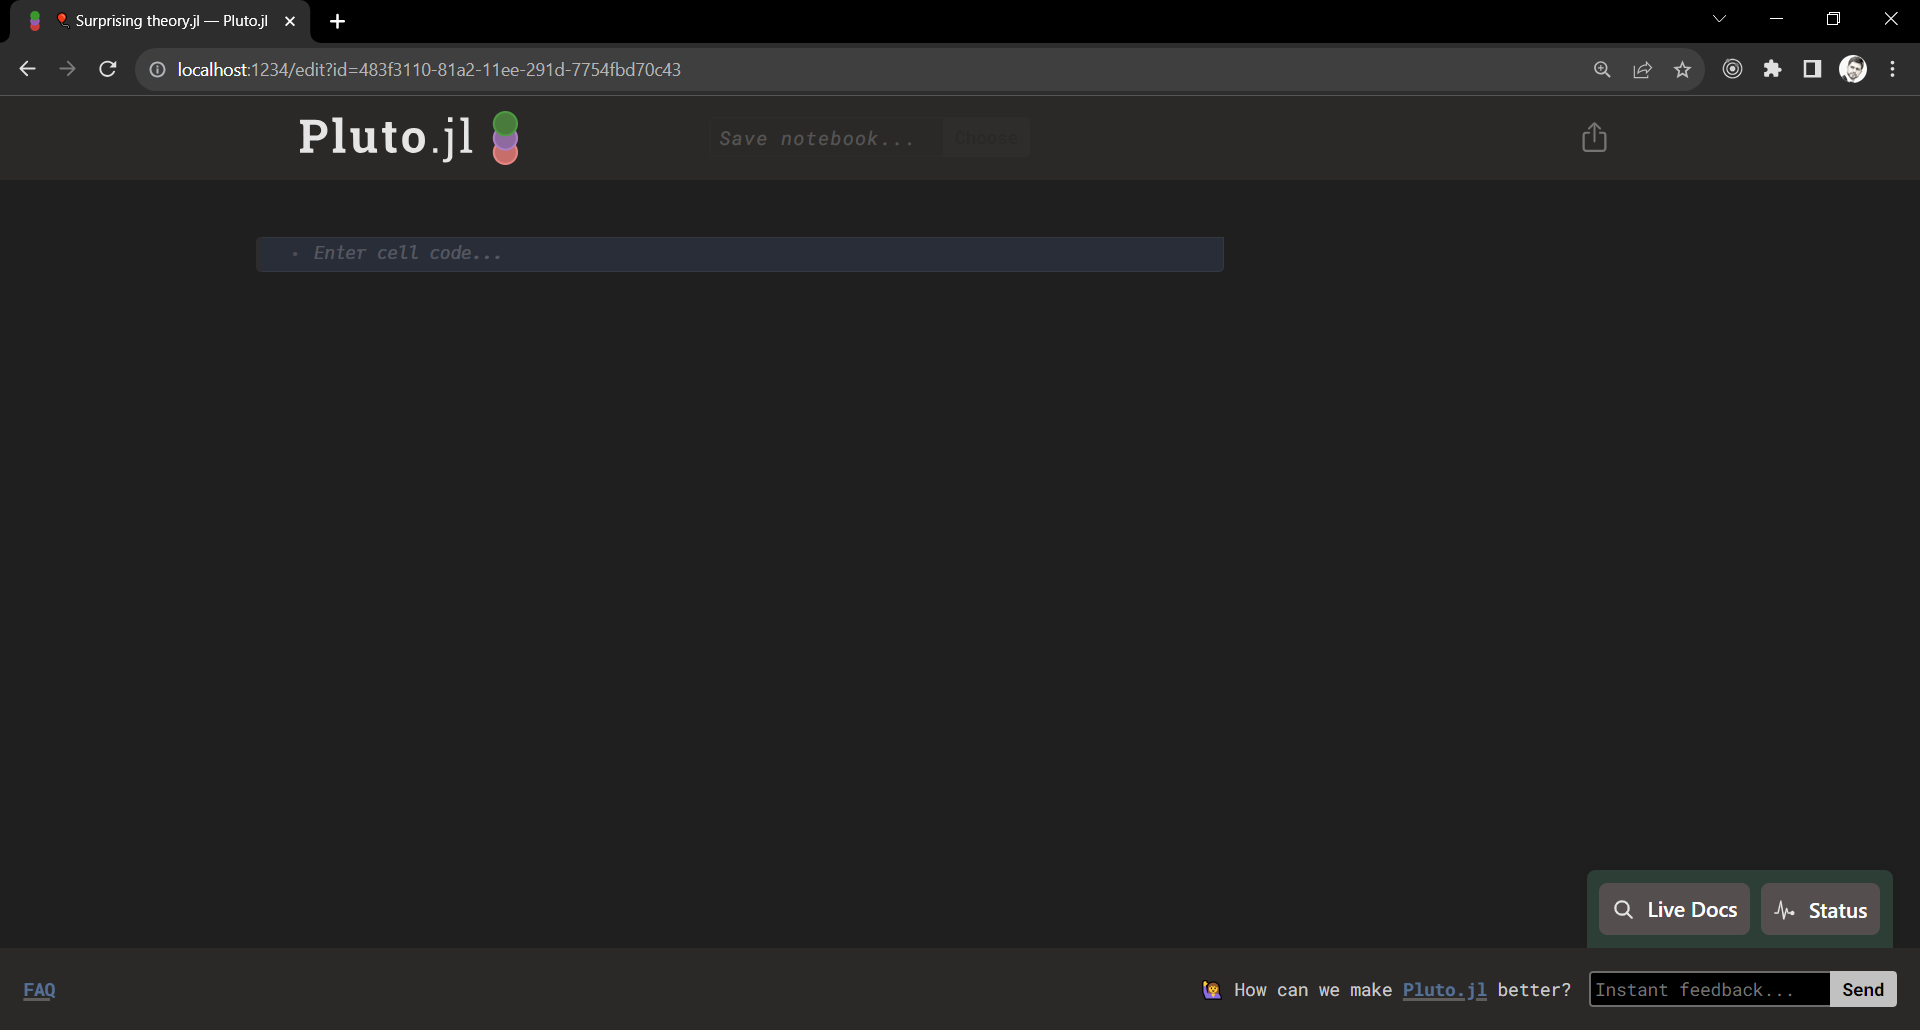 🎈 Surprising theory.jl — Pluto.jl
localhost:1234/edit?id=483f3110-81a2-11ee-291d-7754fbd70c43
Pluto.jl
Save notebook... Choose
Enter cell code...
Live Docs Status
FAQ
🙋 How can we make Pluto.jl better? Instant feedback... Send